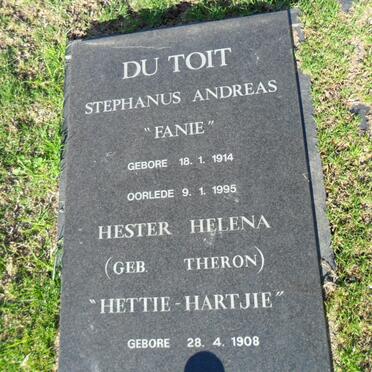 DU TOIT
STEPHANUS ANDREAS
"FANIE"
GEBORE 18.1.1914
OORLEDE 9.1.1995
HESTER HELENA
(GEB. THERON)
"HETTIE-HARTJIE"
GEBORE 28.4.1908